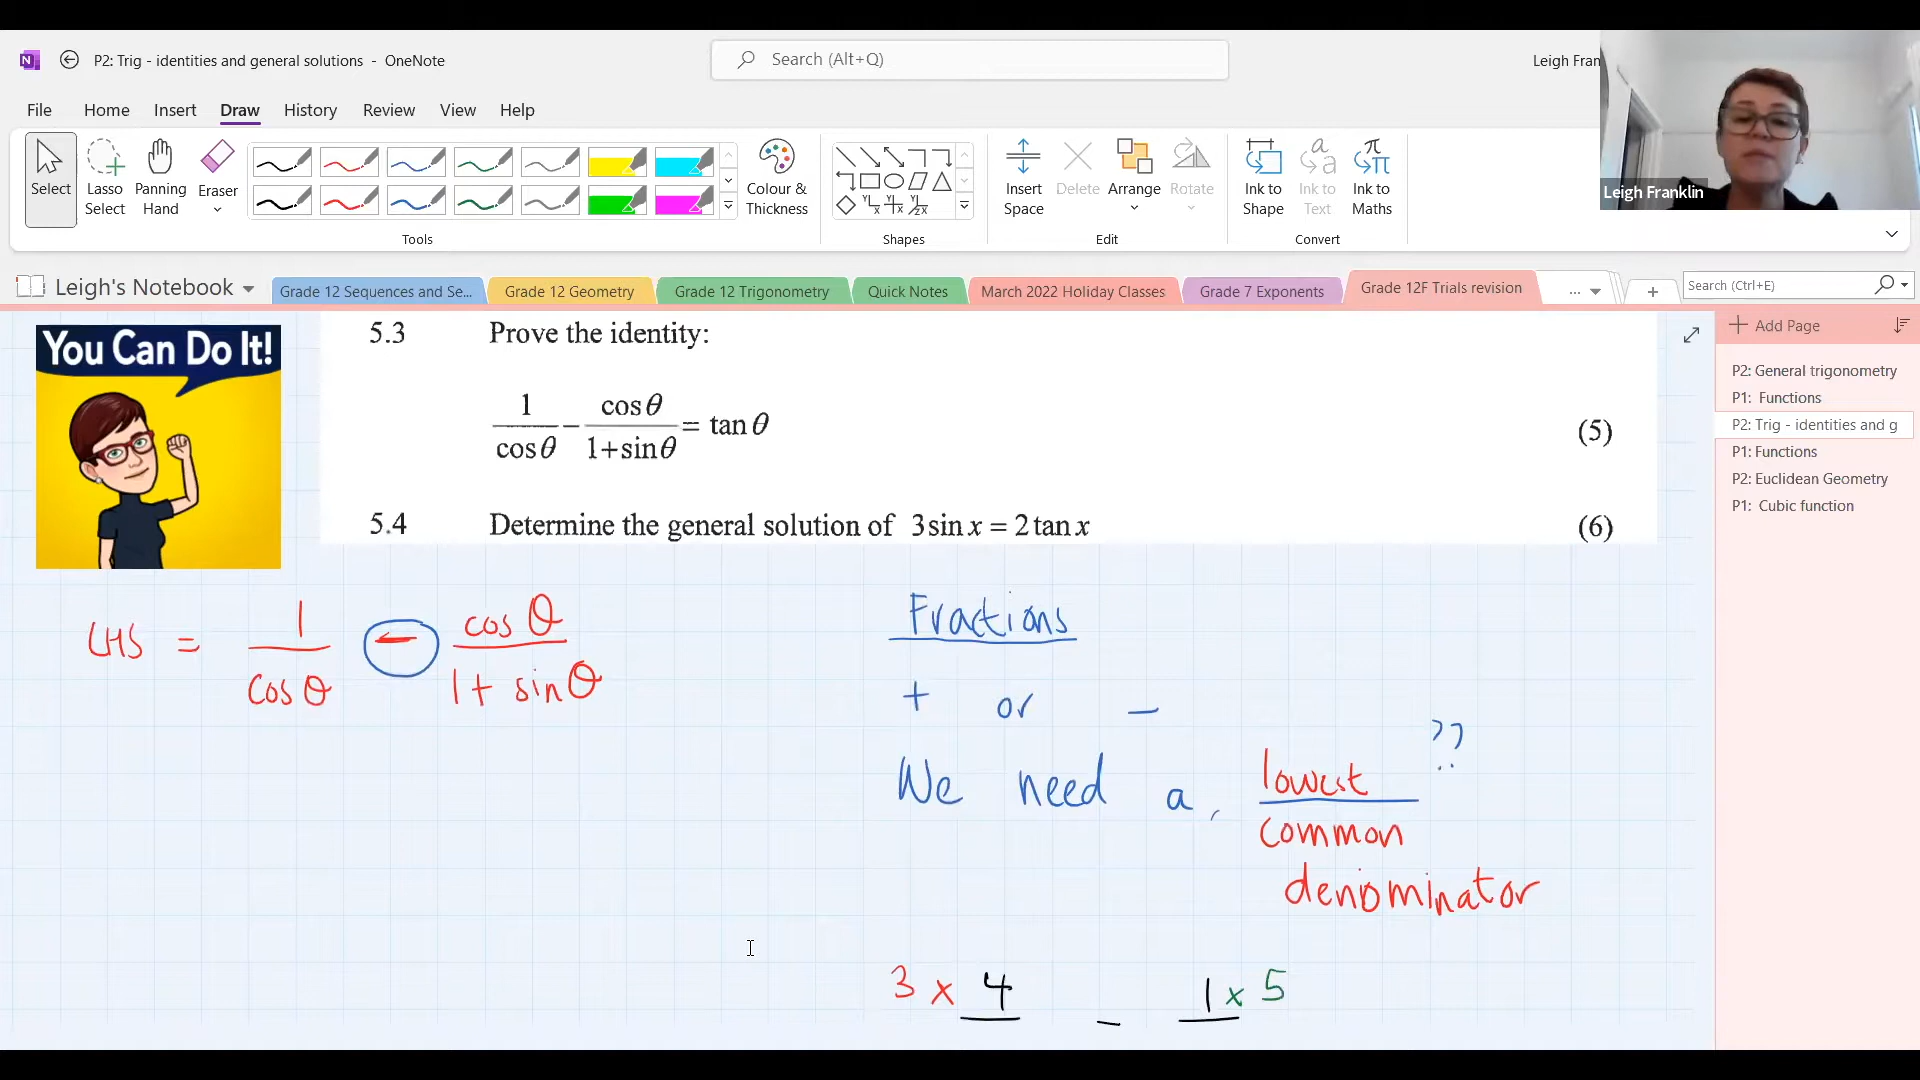 P2: Trig - identities and general solutions - OneNote
Search (Alt+Q)
Leigh Fran
File Home Insert Draw History Review View Help
Select
Lasso Select
Panning Hand
Eraser
Colour & Thickness
Insert Space
Delete
Arrange
Rotate
Ink to Shape
Ink to Text
Ink to Maths
Tools
Shapes
Edit
Convert
Leigh Franklin
Leigh's Notebook
Grade 12 Sequences and Se...
Grade 12 Geometry
Grade 12 Trigonometry
Quick Notes
March 2022 Holiday Classes
Grade 7 Exponents
Grade 12F Trials revision
...
Search (Ctrl+E)
Add Page
P2: General trigonometry
P1: Functions
P2: Trig - identities and g
P1: Functions
P2: Euclidean Geometry
P1: Cubic function
You Can Do It!
5.3 Prove the identity:
1/cosθ − cosθ/1+sinθ = tanθ (5)
5.4 Determine the general solution of 3sin x = 2tan x (6)
LHS = 1/cosθ − cosθ/1+ sinθ
Fractions
+ or −
We need a lowest ??
common
denominator
3 x 4 − 1 x 5